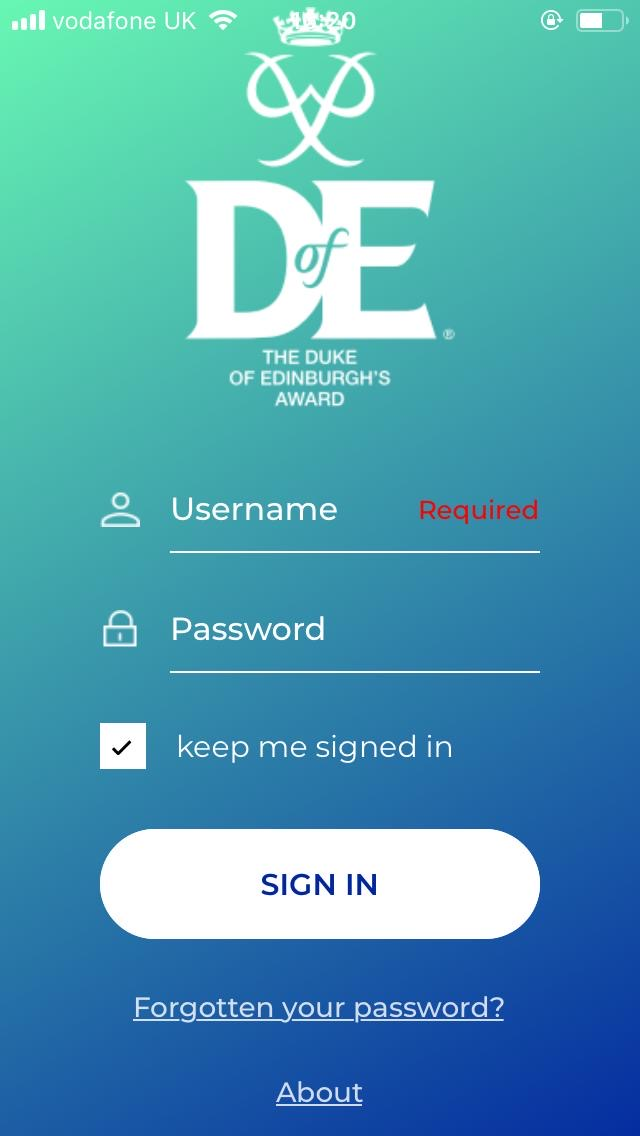 vodafone UK
DofE
®
THE DUKE
OF EDINBURGH'S
AWARD
Username Required
Password
keep me signed in
SIGN IN
Forgotten your password?
About